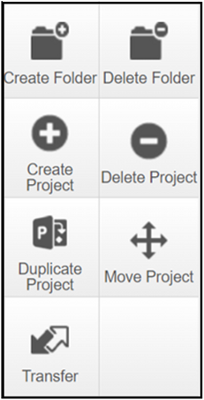 Create Folder
Delete Folder
Create
Project
Delete Project
P
Duplicate
Project
Move Project
Transfer